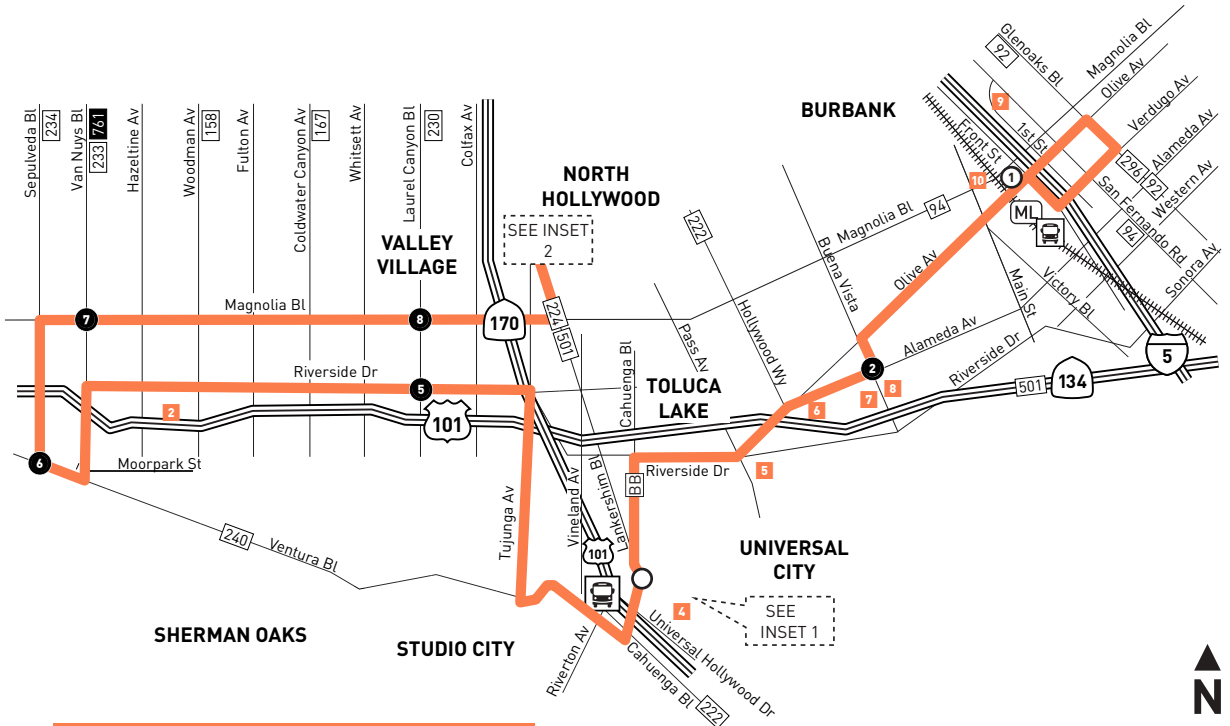 Glenoaks Bl
92
Magnolia Bl
Olive Av
Verdugo Av
Alameda Av
BURBANK
9
1st St
Front St
296
92
Western Av
Sepulveda Bl
234
Van Nuys Bl
233
761
Hazeltine Av
Woodman Av
158
Fulton Av
Coldwater Canyon Av
167
Whitsett Av
Laurel Canyon Bl
230
Colfax Av
NORTH
HOLLYWOOD
SEE INSET
2
VALLEY
VILLAGE
10
1
ML
San Fernando Rd
94
Sonora Av
222
Magnolia Bl
94
Buena Vista
Olive Av
Main St
Victory Bl
Magnolia Bl
7
8
170
224
501
Pass Av
Hollywood Wy
Alameda Av
Riverside Dr
5
Riverside Dr
5
Cahuenga Bl
TOLUCA
LAKE
2
8
7
6
501
134
2
101
6
Moorpark St
Riverside Dr
5
BB
Tujunga Av
Vineland Av
Lankershim Bl
240
Ventura Bl
101
UNIVERSAL
CITY
4
SEE
INSET 1
SHERMAN OAKS
STUDIO CITY
Riverton Av
Cahuenga Bl
222
Universal Hollywood Dr
N